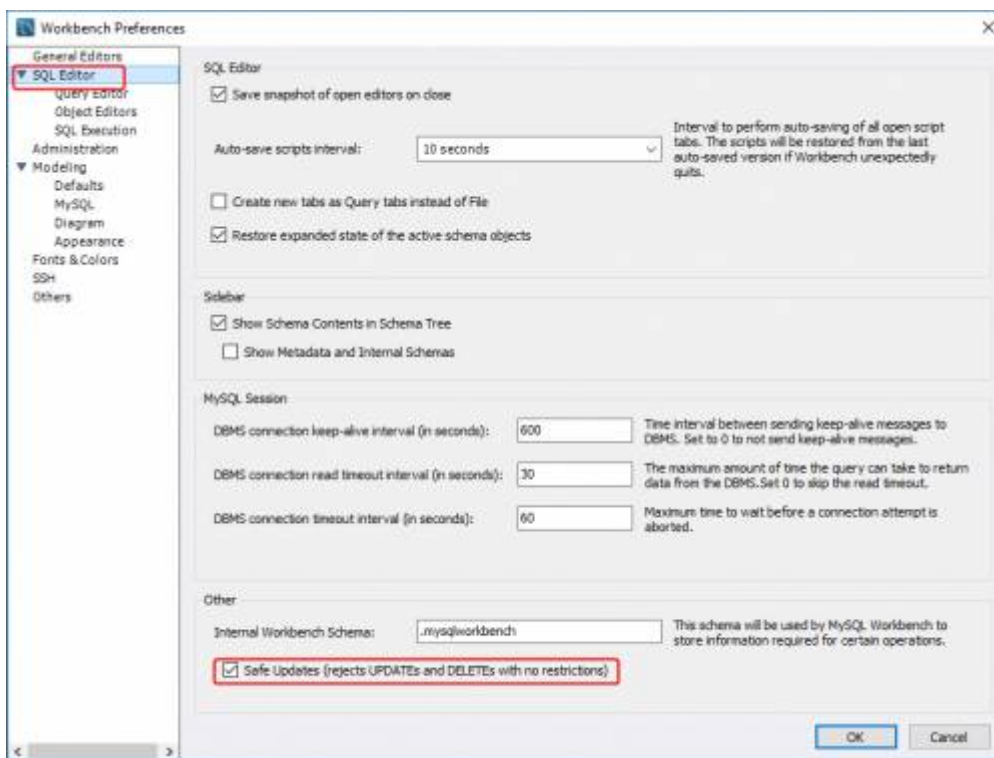 Workbench Preferences
General Editors
SQL Editor
Query Editor
Object Editors
SQL Execution
Administration
Modeling
Defaults
MySQL
Diagram
Appearance
Fonts & Colors
SSH
Others
SQL Editor
Save snapshot of open editors on close
Auto-save scripts interval:
10 seconds
Interval to perform auto-saving of all open script
tabs. The scripts will be restored from the last
auto-saved version if Workbench unexpectedly
quits.
Create new tabs as Query tabs instead of File
Restore expanded state of the active schema objects
Sidebar
Show Schema Contents in Schema Tree
Show Metadata and Internal Schemas
MySQL Session
DBMS connection keep-alive interval (in seconds):
600
Time interval between sending keep-alive messages to
DBMS. Set to 0 to not send keep-alive messages.
DBMS connection read timeout interval (in seconds):
30
The maximum amount of time the query can take to return
data from the DBMS.Set 0 to skip the read timeout.
DBMS connection timeout interval (in seconds):
60
Maximum time to wait before a connection attempt is
aborted.
Other
Internal Workbench Schema:
.mysqlworkbench
This schema will be used by MySQL Workbench to
store information required for certain operations.
Safe Updates (rejects UPDATEs and DELETEs with no restrictions)
OK
Cancel